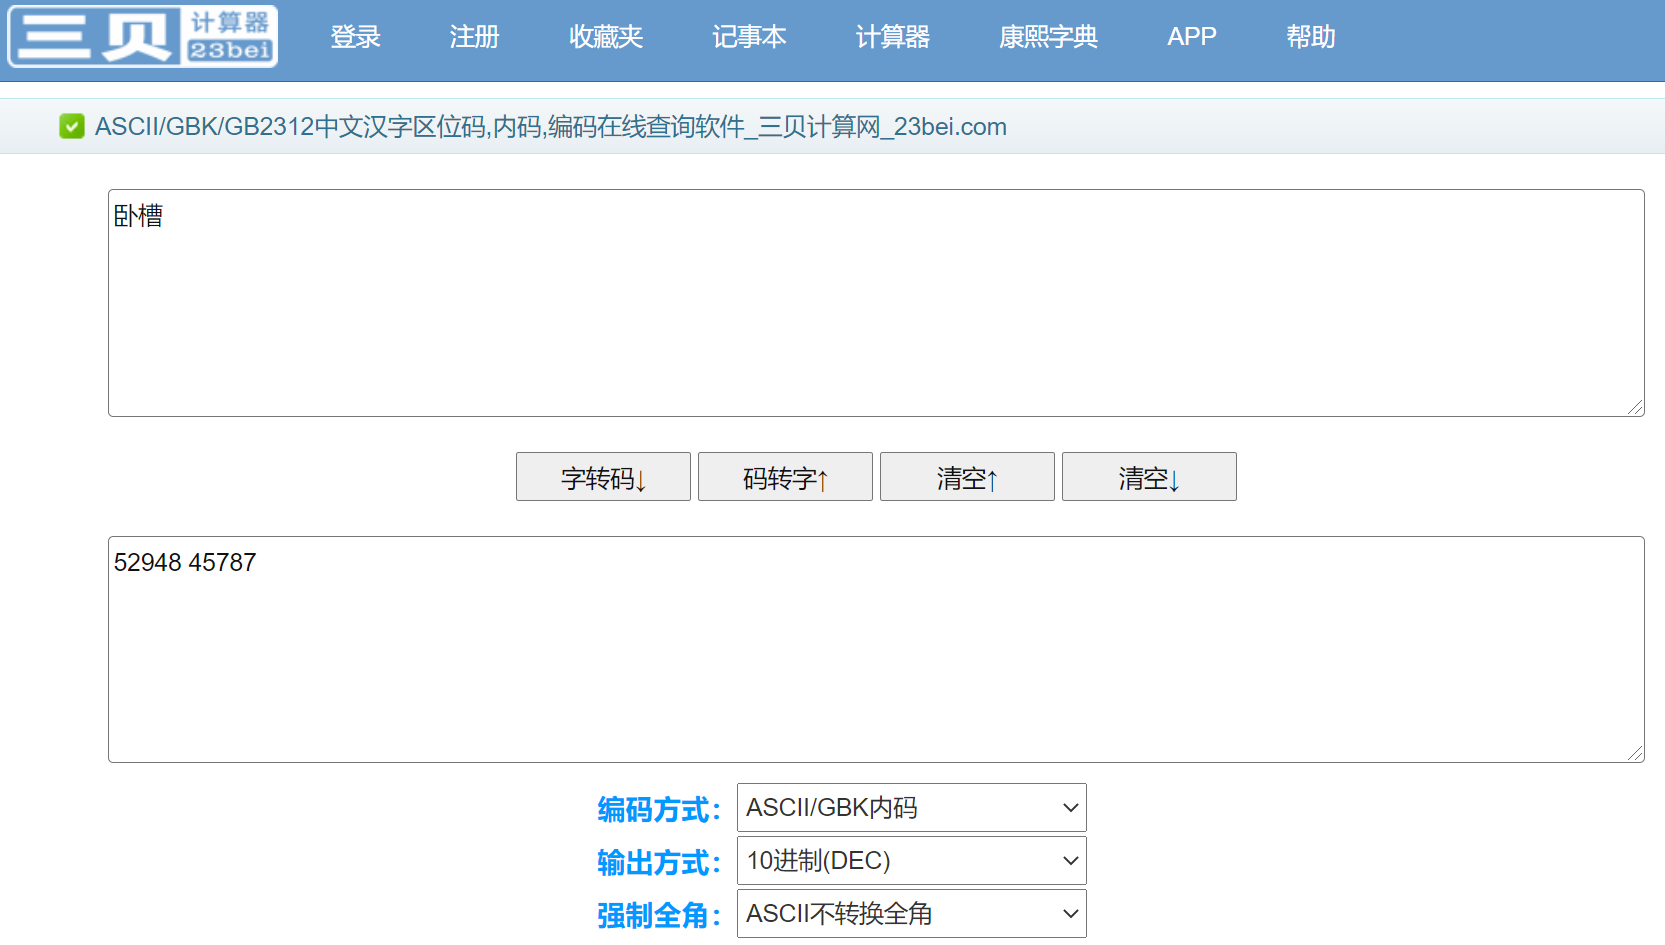 三贝 计算器 23bei 登录 注册 收藏夹 记事本 计算器 康熙字典 APP 帮助
ASCII/GBK/GB2312中文汉字区位码,内码,编码在线查询软件_三贝计算网_23bei.com
卧槽
字转码↓ 码转字↑ 清空↑ 清空↓
52948 45787
编码方式： ASCII/GBK内码
输出方式： 10进制(DEC)
强制全角： ASCII不转换全角